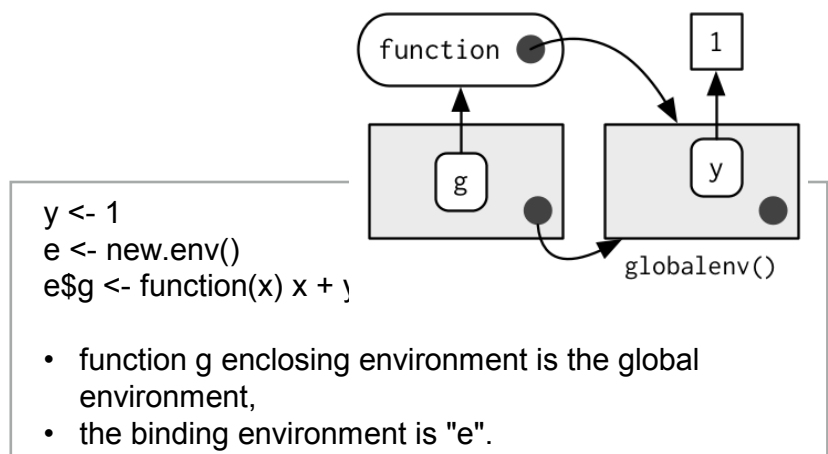 function
1
g
y
globalenv()
y <- 1
e <- new.env()
e$g <- function(x) x +
• function g enclosing environment is the global
environment,
• the binding environment is "e".